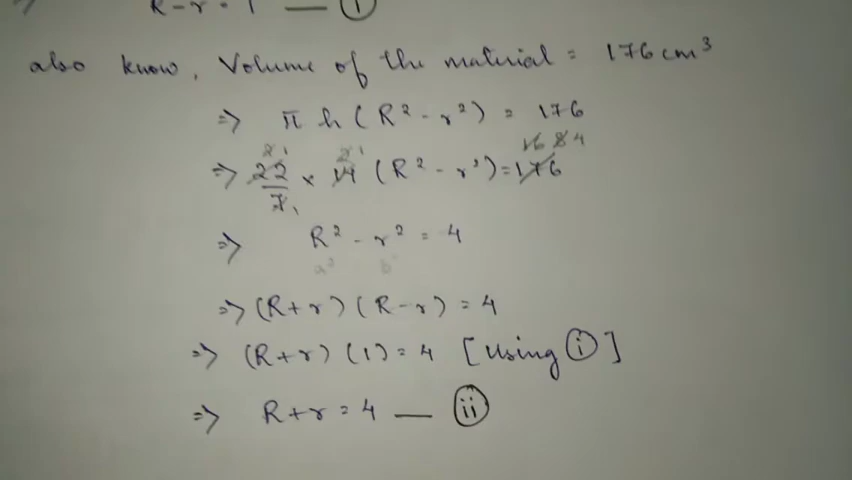 ⇒ R-r = 1 — (i)
also know, Volume of the material = 176 cm³
⇒ π h (R² - r²) = 176
⇒ 22/7 × 14 (R² - r²) = 176
⇒ R² - r² = 4
⇒ (R+r) (R-r) = 4
⇒ (R+r) (1) = 4 [Using (i)]
⇒ R+r = 4 — (ii)